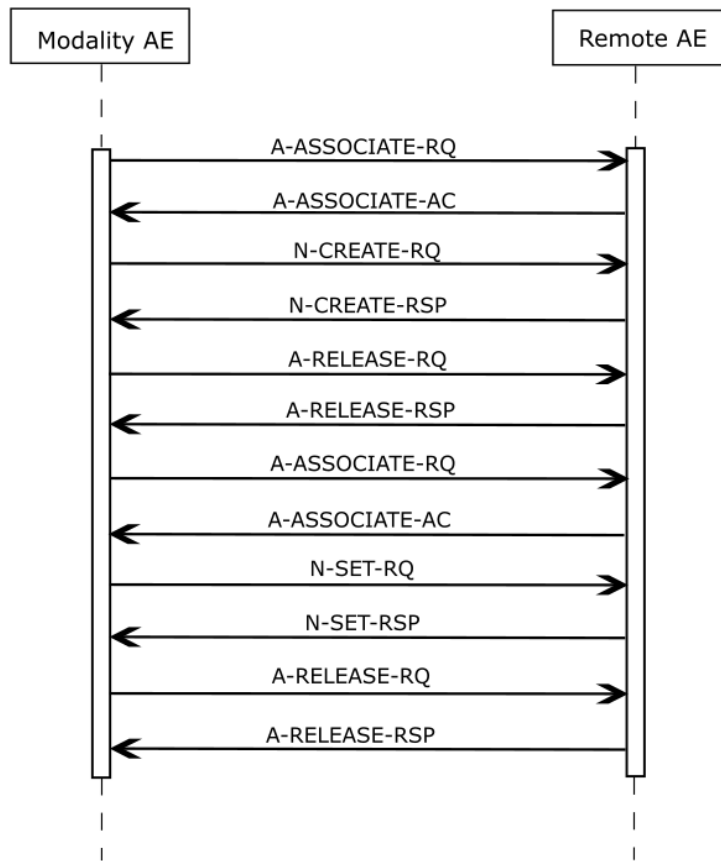 Modality AE
Remote AE
A-ASSOCIATE-RQ
A-ASSOCIATE-AC
N-CREATE-RQ
N-CREATE-RSP
A-RELEASE-RQ
A-RELEASE-RSP
A-ASSOCIATE-RQ
A-ASSOCIATE-AC
N-SET-RQ
N-SET-RSP
A-RELEASE-RQ
A-RELEASE-RSP